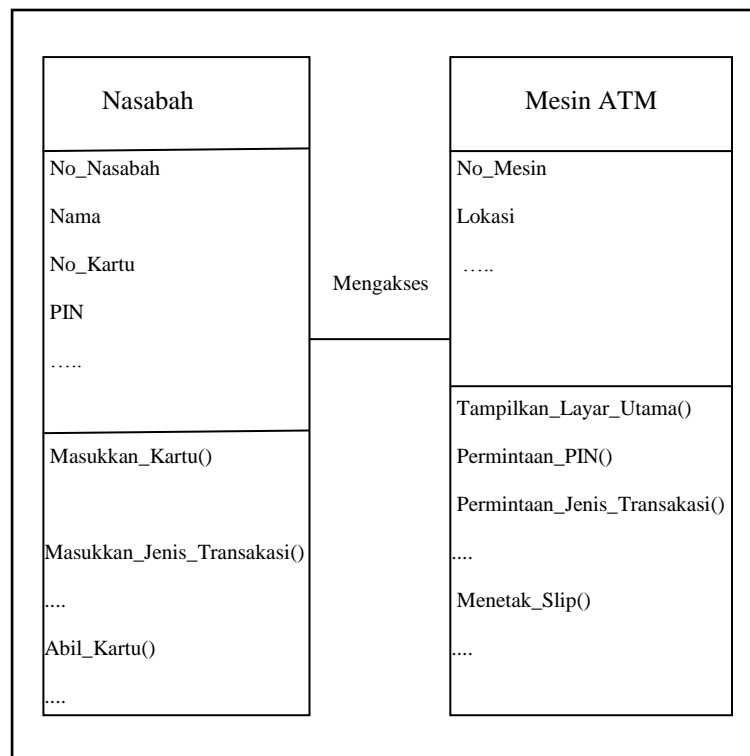 Nasabah
No_Nasabah
Nama
No_Kartu
PIN
…..
Masukkan_Kartu()
Masukkan_Jenis_Transakasi()
....
Abil_Kartu()
....
Mengakses
Mesin ATM
No_Mesin
Lokasi
…..
Tampilkan_Layar_Utama()
Permintaan_PIN()
Permintaan_Jenis_Transakasi()
....
Menetak_Slip()
....